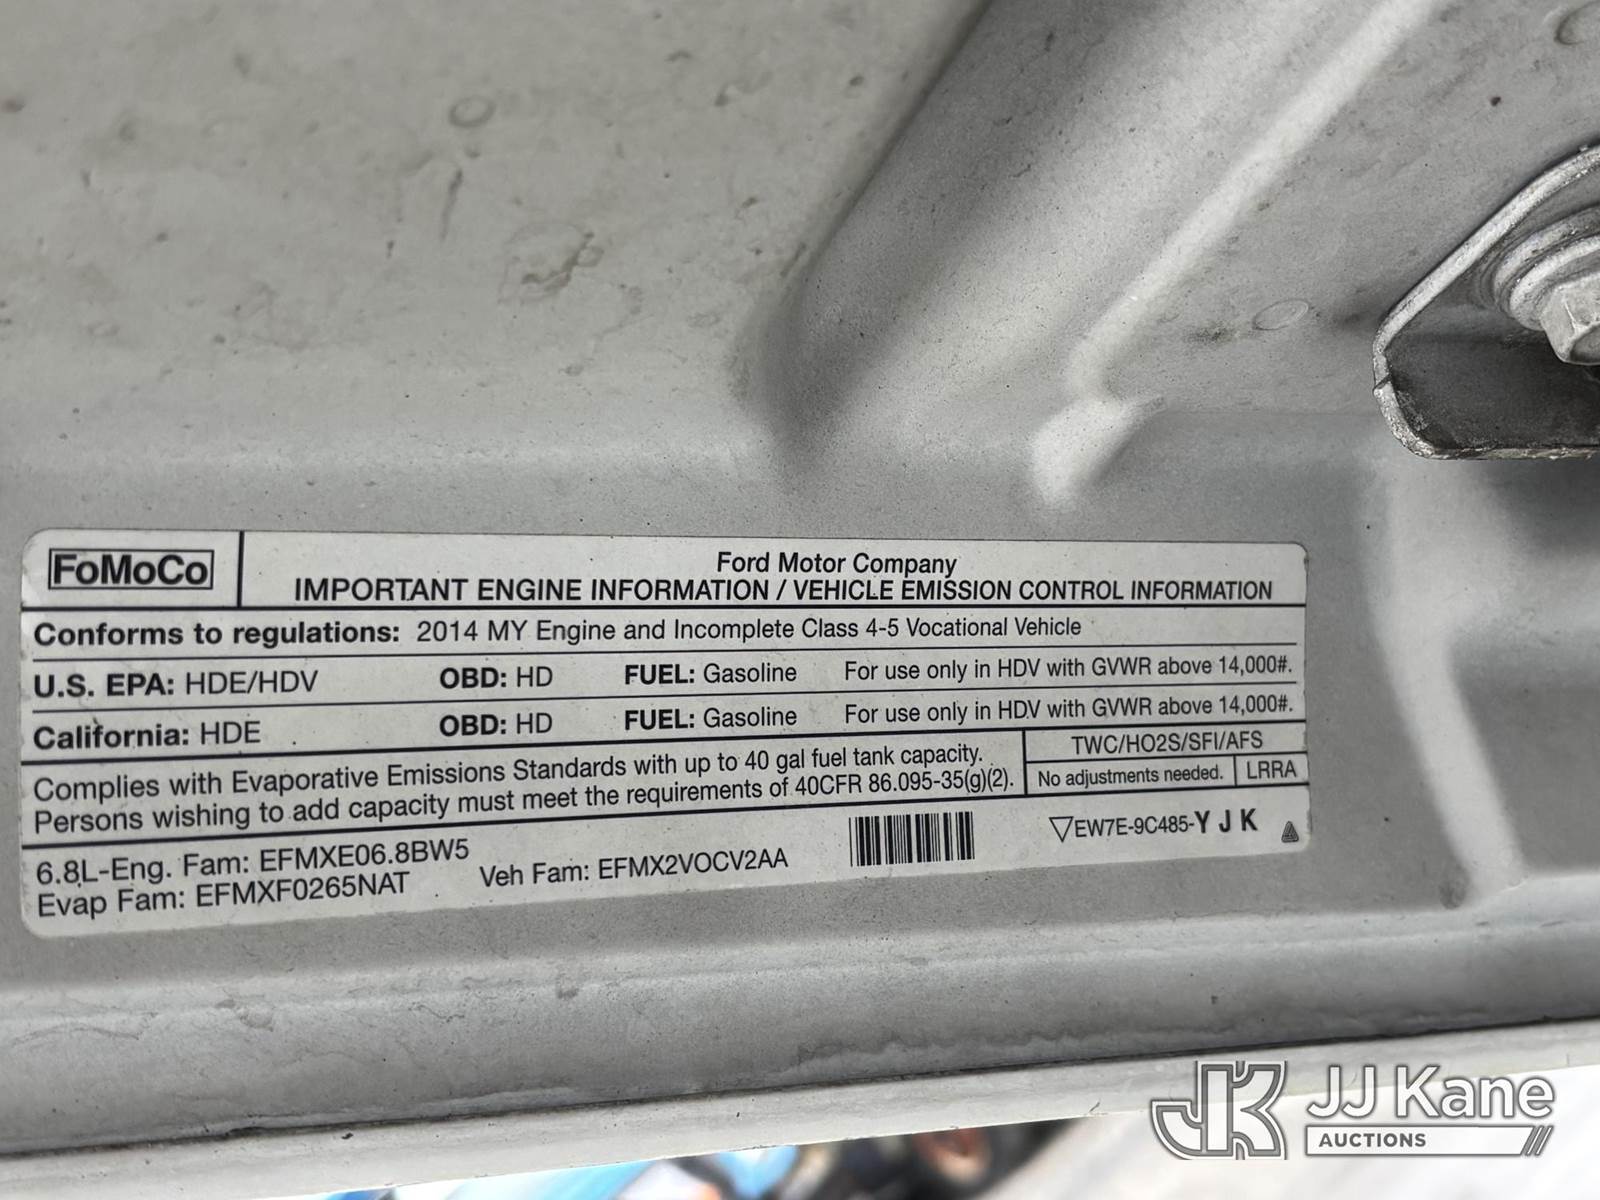 FoMoCo
Ford Motor Company
IMPORTANT ENGINE INFORMATION / VEHICLE EMISSION CONTROL INFORMATION
Conforms to regulations: 2014 MY Engine and Incomplete Class 4-5 Vocational Vehicle
U.S. EPA: HDE/HDV OBD: HD FUEL: Gasoline For use only in HDV with GVWR above 14,000#.
California: HDE OBD: HD FUEL: Gasoline For use only in HDV with GVWR above 14,000#.
Complies with Evaporative Emissions Standards with up to 40 gal fuel tank capacity.
Persons wishing to add capacity must meet the requirements of 40CFR 86.095-35(g)(2).
TWC/HO2S/SFI/AFS
No adjustments needed. LRRA
6.8L-Eng. Fam: EFMXE06.8BW5
Evap Fam: EFMXF0265NAT
Veh Fam: EFMX2VOCV2AA
▽EW7E-9C485-Y J K
JK JJ Kane
AUCTIONS